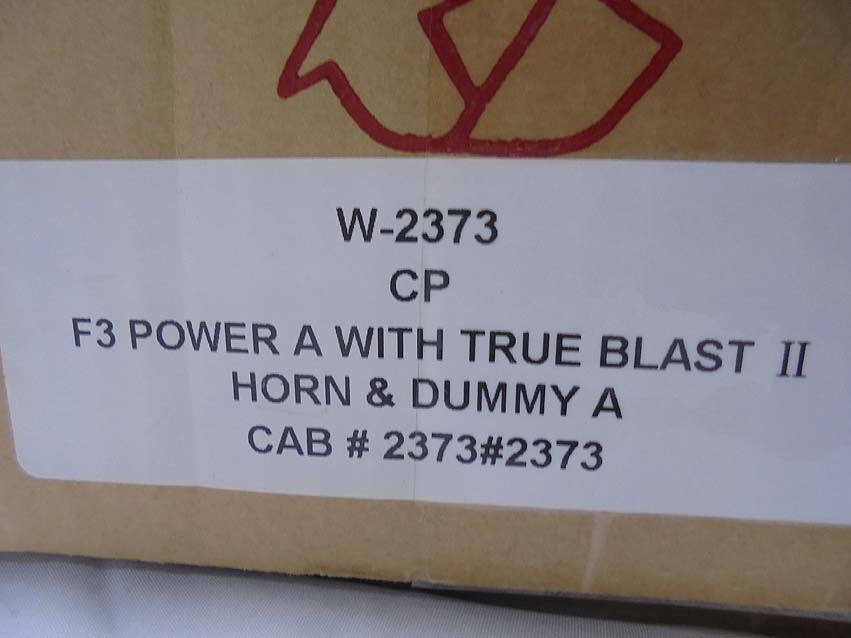 W-2373
CP
F3 POWER A WITH TRUE BLAST II
HORN & DUMMY A
CAB # 2373#2373